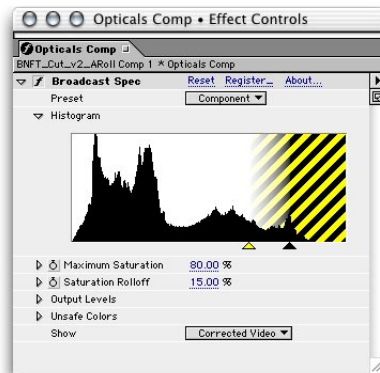 Opticals Comp • Effect Controls
Opticals Comp
BNFT_Cut_v2_ARoll Comp 1 * Opticals Comp
Broadcast Spec Reset Register... About...
Preset Component
Histogram
Maximum Saturation 80.00 %
Saturation Rolloff 15.00 %
Output Levels
Unsafe Colors
Show Corrected Video